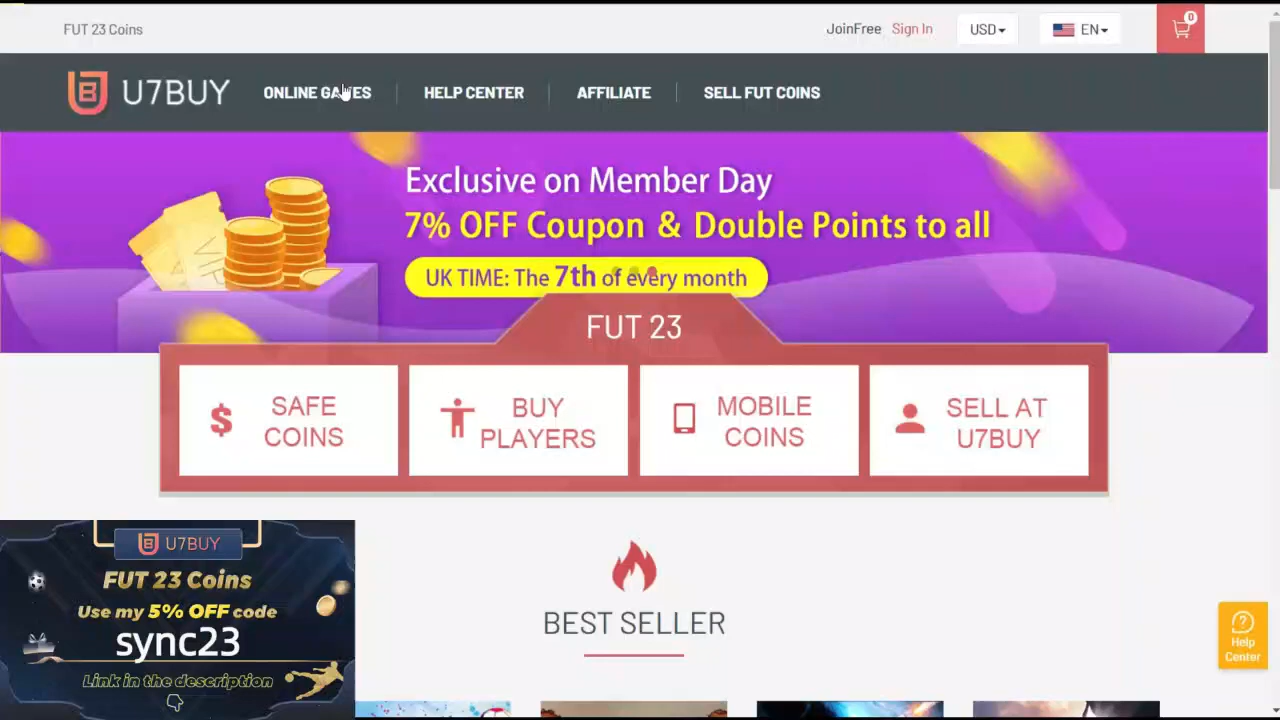 FUT 23 Coins
JoinFree Sign In
USD
EN
0
U7BUY
ONLINE GAMES
HELP CENTER
AFFILIATE
SELL FUT COINS
Exclusive on Member Day
7% OFF Coupon & Double Points to all
UK TIME: The 7th of every month
FUT 23
SAFE
COINS
BUY
PLAYERS
MOBILE
COINS
SELL AT
U7BUY
BEST SELLER
U7BUY
FUT 23 Coins
Use my 5% OFF code
sync23
Link in the description
Help
Center